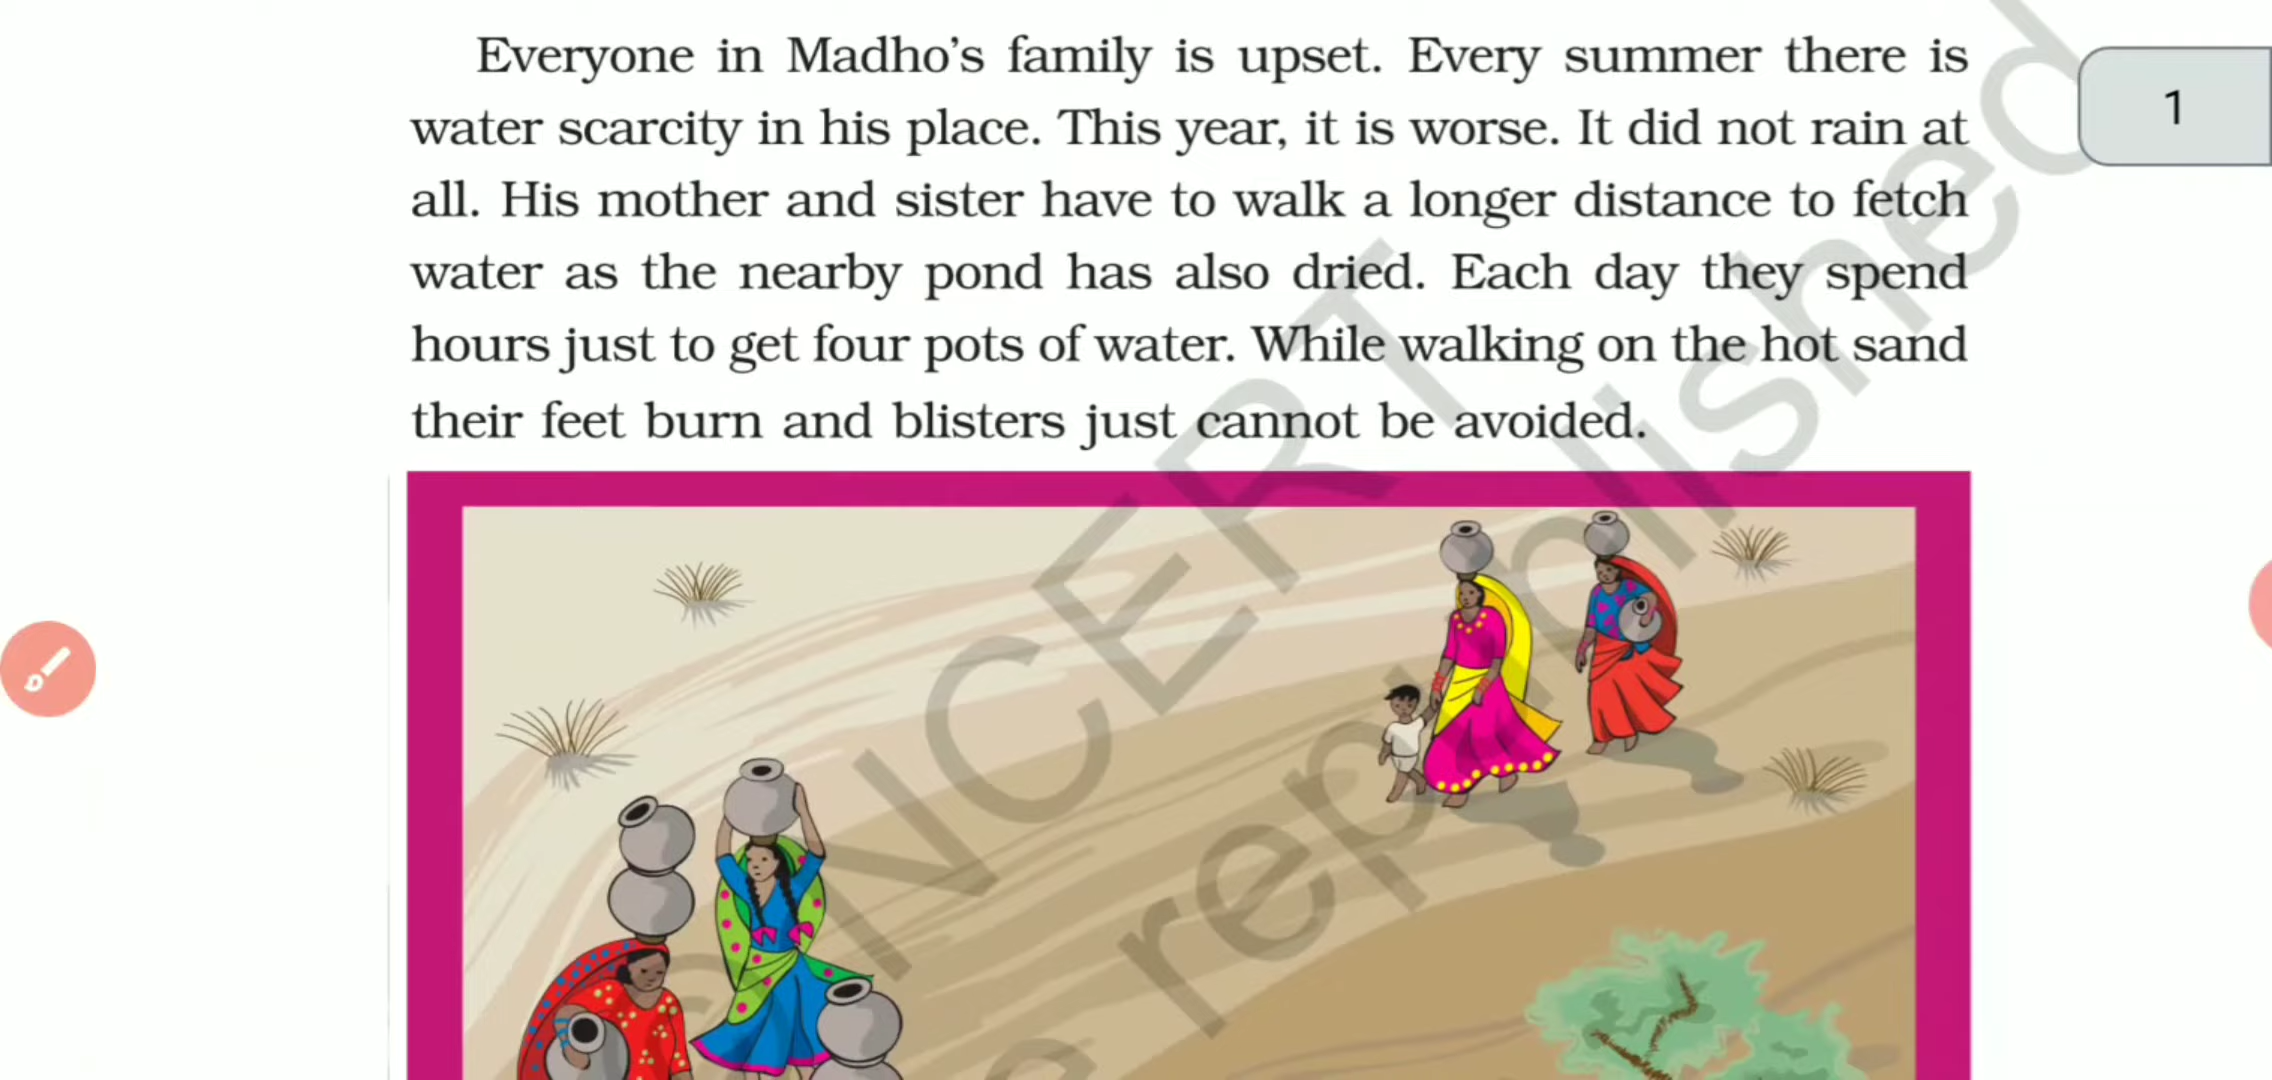 Everyone in Madho’s family is upset. Every summer there is
water scarcity in his place. This year, it is worse. It did not rain at
all. His mother and sister have to walk a longer distance to fetch
water as the nearby pond has also dried. Each day they spend
hours just to get four pots of water. While walking on the hot sand
their feet burn and blisters just cannot be avoided.
1
NCERT
republished